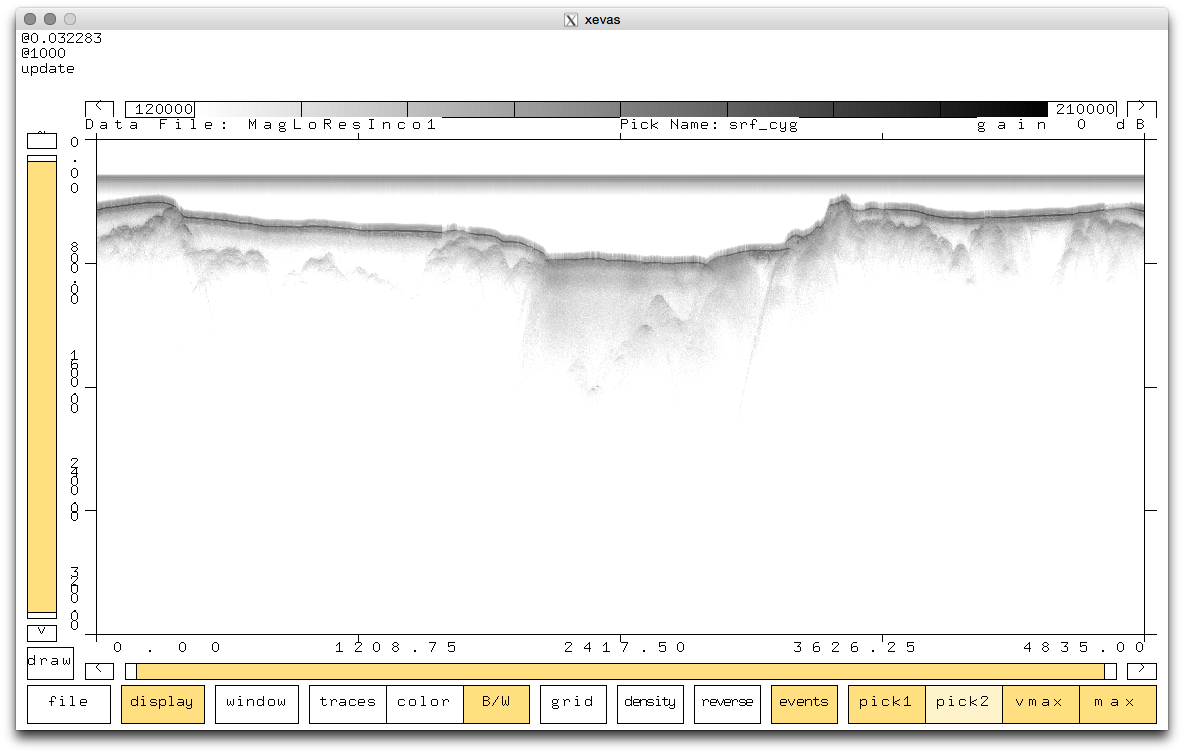 xevas
@0.032283
@1000
update
< 120000 210000 >
Data File: MagLoResInco1 Pick Name: srf_cyg gain 0 dB
0.00
800.00
1600.00
2400.00
3200.00
0.00 1208.75 2417.50 3626.25 4835.00
draw < >
file display window traces color B/W grid density reverse events pick1 pick2 vmax max